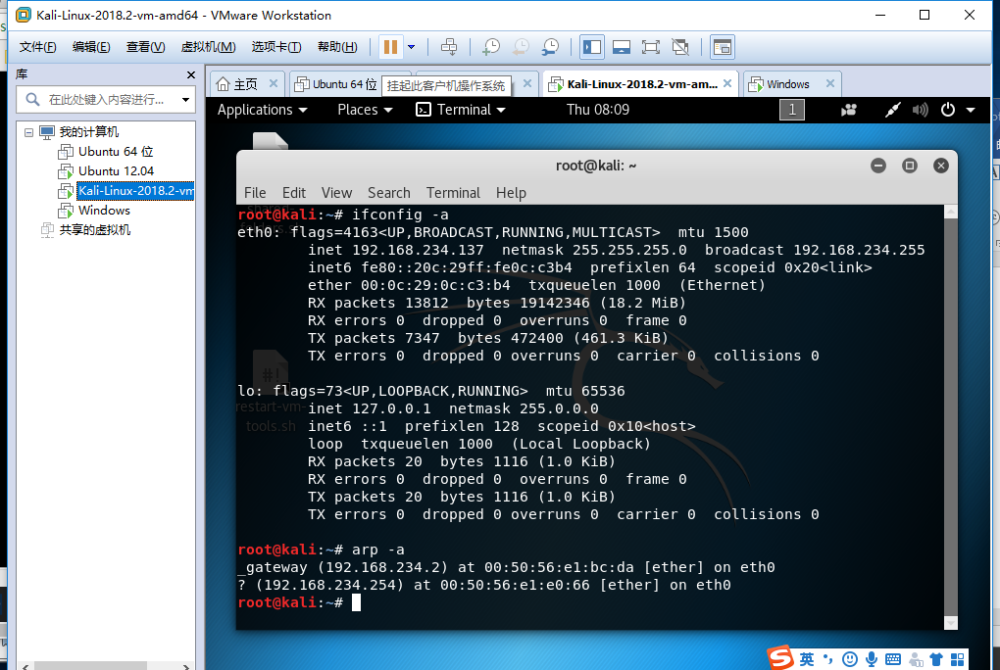 Kali-Linux-2018.2-vm-amd64 - VMware Workstation
文件(F) 编辑(E) 查看(V) 虚拟机(M) 选项卡(T) 帮助(H)
库
在此处键入内容进行...
我的计算机
Ubuntu 64 位
Ubuntu 12.04
Kali-Linux-2018.2-vm
Windows
共享的虚拟机
主页 Ubuntu 64 位 Kali-Linux-2018.2-vm-am... Windows
挂起此客户机操作系统
Applications Places Terminal Thu 08:09 1
root@kali: ~
File Edit View Search Terminal Help
root@kali:~# ifconfig -a
eth0: flags=4163<UP,BROADCAST,RUNNING,MULTICAST>  mtu 1500
inet 192.168.234.137  netmask 255.255.255.0  broadcast 192.168.234.255
inet6 fe80::20c:29ff:fe0c:c3b4  prefixlen 64  scopeid 0x20<link>
ether 00:0c:29:0c:c3:b4  txqueuelen 1000  (Ethernet)
RX packets 13812  bytes 19142346 (18.2 MiB)
RX errors 0  dropped 0  overruns 0  frame 0
TX packets 7347  bytes 472400 (461.3 KiB)
TX errors 0  dropped 0 overruns 0  carrier 0  collisions 0
lo: flags=73<UP,LOOPBACK,RUNNING>  mtu 65536
inet 127.0.0.1  netmask 255.0.0.0
inet6 ::1  prefixlen 128  scopeid 0x10<host>
loop  txqueuelen 1000  (Local Loopback)
RX packets 20  bytes 1116 (1.0 KiB)
RX errors 0  dropped 0  overruns 0  frame 0
TX packets 20  bytes 1116 (1.0 KiB)
TX errors 0  dropped 0 overruns 0  carrier 0  collisions 0
root@kali:~# arp -a
_gateway (192.168.234.2) at 00:50:56:e1:bc:da [ether] on eth0
? (192.168.234.254) at 00:50:56:e1:e0:66 [ether] on eth0
root@kali:~#
#!
restart-vm-
tools.sh
S 英